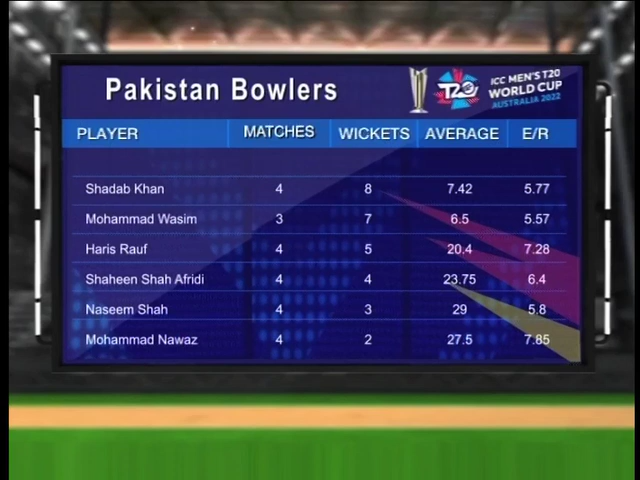 Pakistan Bowlers
T20
ICC MEN'S T20
WORLD CUP
AUSTRALIA 2022
PLAYER MATCHES WICKETS AVERAGE E/R
Shadab Khan 4 8 7.42 5.77
Mohammad Wasim 3 7 6.5 5.57
Haris Rauf 4 5 20.4 7.28
Shaheen Shah Afridi 4 4 23.75 6.4
Naseem Shah 4 3 29 5.8
Mohammad Nawaz 4 2 27.5 7.85